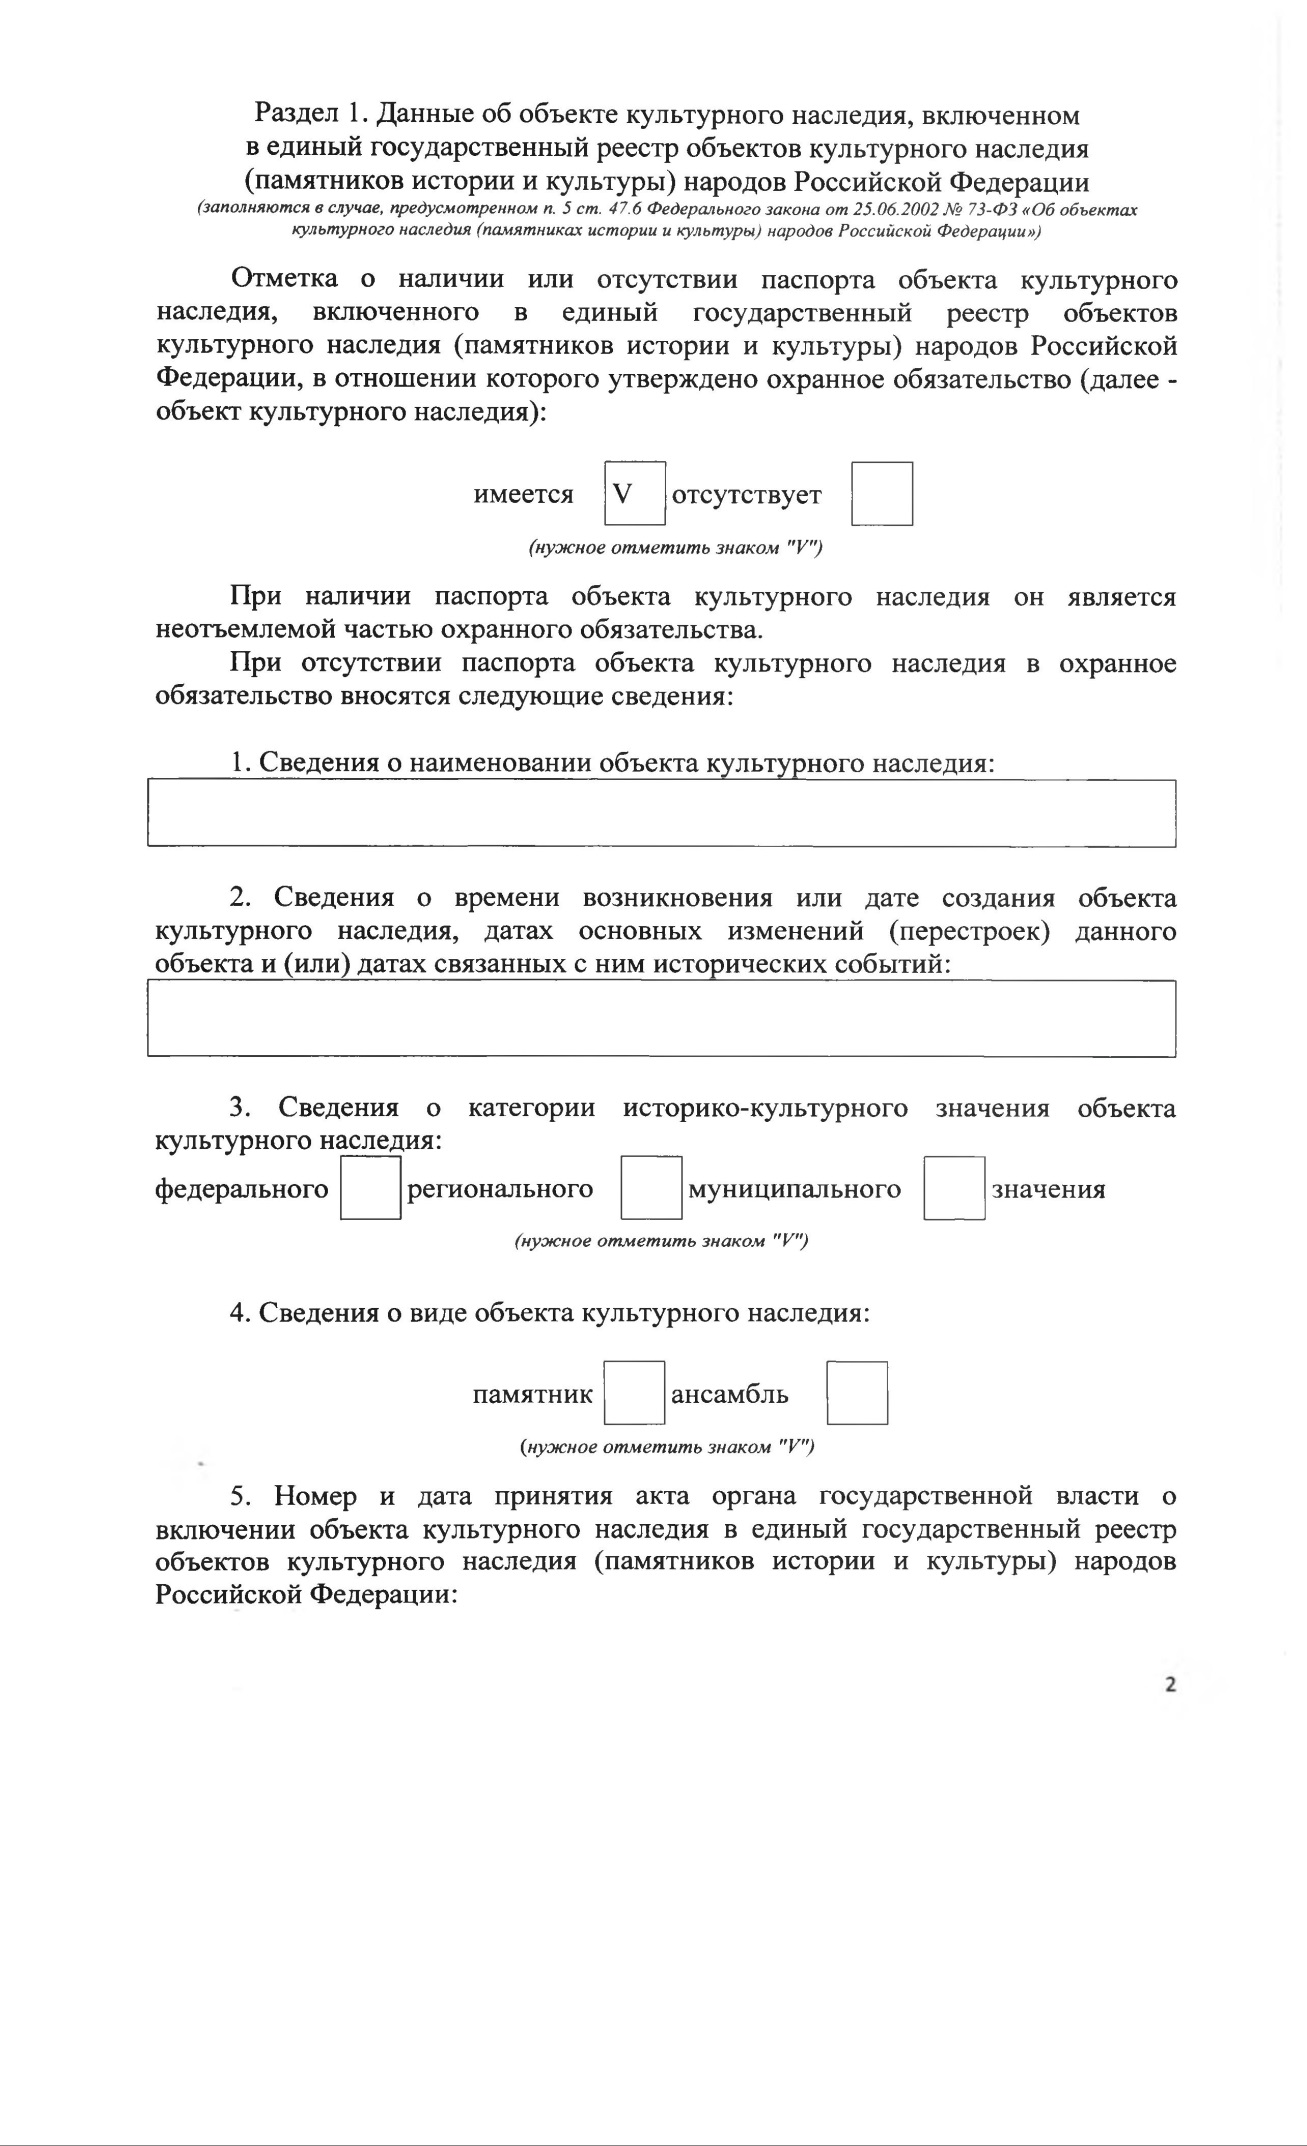 Раздел 1. Данные об объекте культурного наследия, включенном
в единый государственный реестр объектов культурного наследия
(памятников истории и культуры) народов Российской Федерации
(заполняются в случае, предусмотренном п. 5 ст. 47.6 Федерального закона от 25.06.2002 № 73-ФЗ «Об объектах
культурного наследия (памятниках истории и культуры) народов Российской Федерации»)
Отметка о наличии или отсутствии паспорта объекта культурного
наследия, включенного в единый государственный реестр объектов
культурного наследия (памятников истории и культуры) народов Российской
Федерации, в отношении которого утверждено охранное обязательство (далее -
объект культурного наследия):
имеется V отсутствует
(нужное отметить знаком "V")
При наличии паспорта объекта культурного наследия он является
неотъемлемой частью охранного обязательства.
При отсутствии паспорта объекта культурного наследия в охранное
обязательство вносятся следующие сведения:
1. Сведения о наименовании объекта культурного наследия:
2. Сведения о времени возникновения или дате создания объекта
культурного наследия, датах основных изменений (перестроек) данного
объекта и (или) датах связанных с ним исторических событий:
3. Сведения о категории историко-культурного значения объекта
культурного наследия:
федерального регионального муниципального значения
(нужное отметить знаком "V")
4. Сведения о виде объекта культурного наследия:
памятник ансамбль
(нужное отметить знаком "V")
5. Номер и дата принятия акта органа государственной власти о
включении объекта культурного наследия в единый государственный реестр
объектов культурного наследия (памятников истории и культуры) народов
Российской Федерации:
2